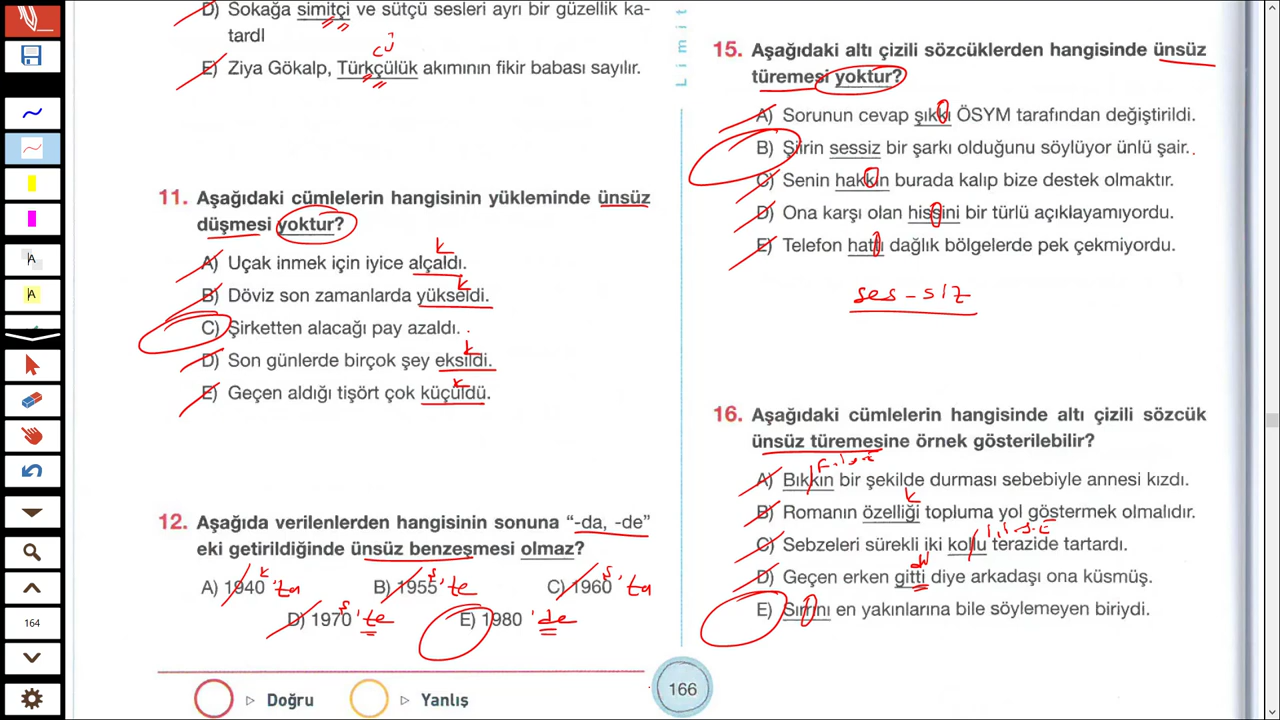 D) Sokağa simitçi ve sütçü sesleri ayrı bir güzellik ka-
tardI
cü
E) Ziya Gökalp, Türkçülük akımının fikir babası sayılır.
11. Aşağıdaki cümlelerin hangisinin yükleminde ünsüz
düşmesi yoktur?
k
A) Uçak inmek için iyice alçaldı.
k
B) Döviz son zamanlarda yükseldi.
C) Şirketten alacağı pay azaldı.
k
D) Son günlerde birçok şey eksildi.
k
E) Geçen aldığı tişört çok küçüldü.
12. Aşağıda verilenlerden hangisinin sonuna "-da, -de"
eki getirildiğinde ünsüz benzeşmesi olmaz?
A) 1940 k 'ta B) 1955 ş 'te C) 1960 ş 'ta
D) 1970 ş 'te E) 1980 'de
Doğru
Yanlış
Limit
15. Aşağıdaki altı çizili sözcüklerden hangisinde ünsüz
türemesi yoktur?
A) Sorunun cevap şıkkı ÖSYM tarafından değiştirildi.
B) Şiirin sessiz bir şarkı olduğunu söylüyor ünlü şair.
C) Senin hakkın burada kalıp bize destek olmaktır.
D) Ona karşı olan hissini bir türlü açıklayamıyordu.
E) Telefon hattı dağlık bölgelerde pek çekmiyordu.
ses - siz
16. Aşağıdaki cümlelerin hangisinde altı çizili sözcük
ünsüz türemesine örnek gösterilebilir?
A) Bıkkın bir şekilde durması sebebiyle annesi kızdı.
k
B) Romanın özelliği topluma yol göstermek olmalıdır.
C) Sebzeleri sürekli iki kollu terazide tartardı.
D) Geçen erken gitti diye arkadaşı ona küsmüş.
E) Sırrını en yakınlarına bile söylemeyen biriydi.
166
A
A
164